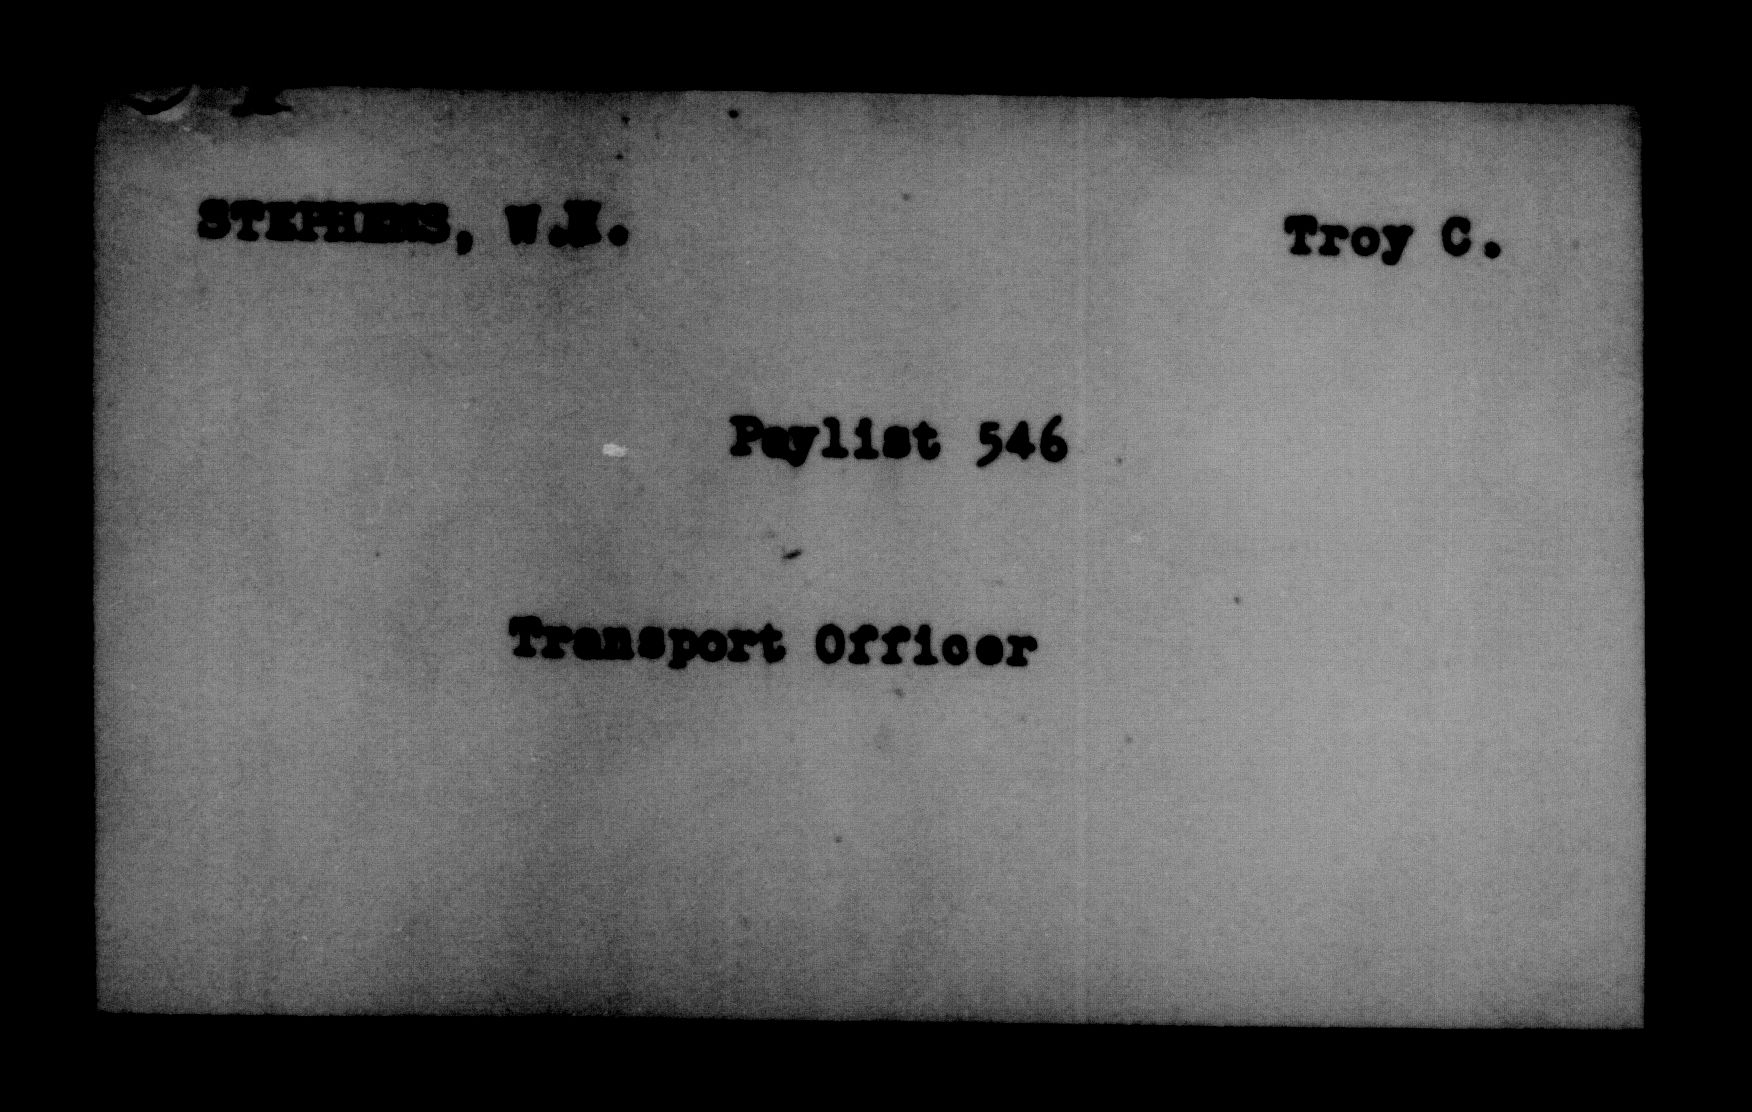 STEPHENS, W.H. Troy C.
Paylist 546
Transport Officer